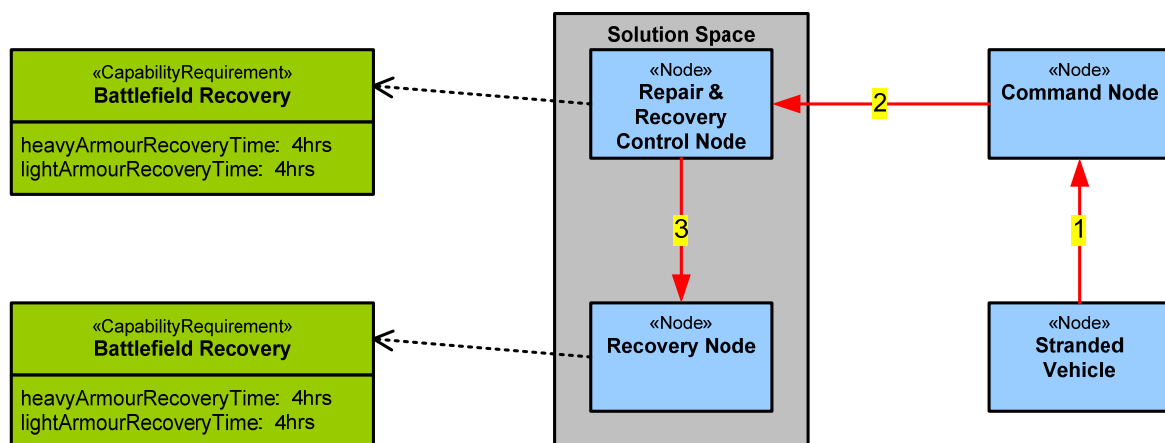 Solution Space
«CapabilityRequirement»
Battlefield Recovery
heavyArmourRecoveryTime: 4hrs
lightArmourRecoveryTime: 4hrs
«Node»
Repair &
Recovery
Control Node
2
«Node»
Command Node
3
1
«CapabilityRequirement»
Battlefield Recovery
heavyArmourRecoveryTime: 4hrs
lightArmourRecoveryTime: 4hrs
«Node»
Recovery Node
«Node»
Stranded
Vehicle